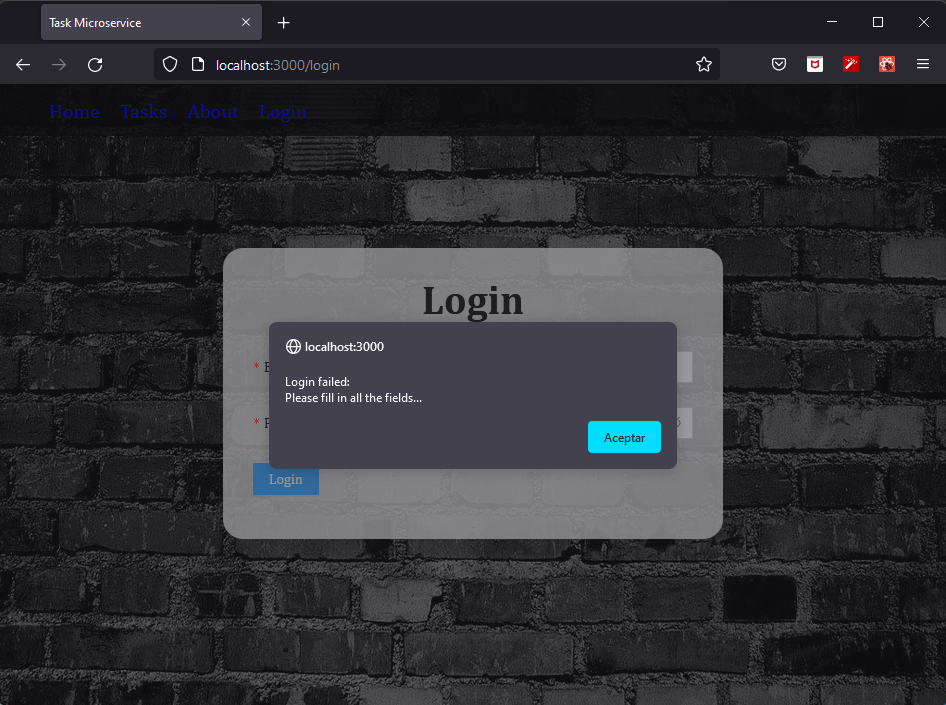 Task Microservice
localhost:3000/login
Home Tasks About Login
Login
localhost:3000
Login failed:
Please fill in all the fields...
Aceptar
Login